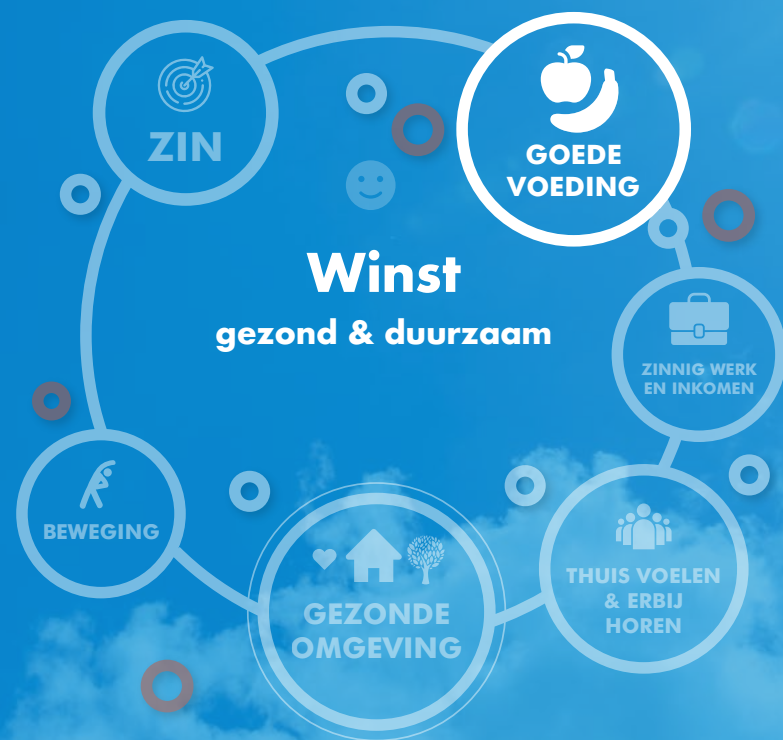 ZIN
GOEDE
VOEDING
Winst
gezond & duurzaam
ZINNIG WERK
EN INKOMEN
BEWEGING
THUIS VOELEN
& ERBIJ
HOREN
GEZONDE
OMGEVING